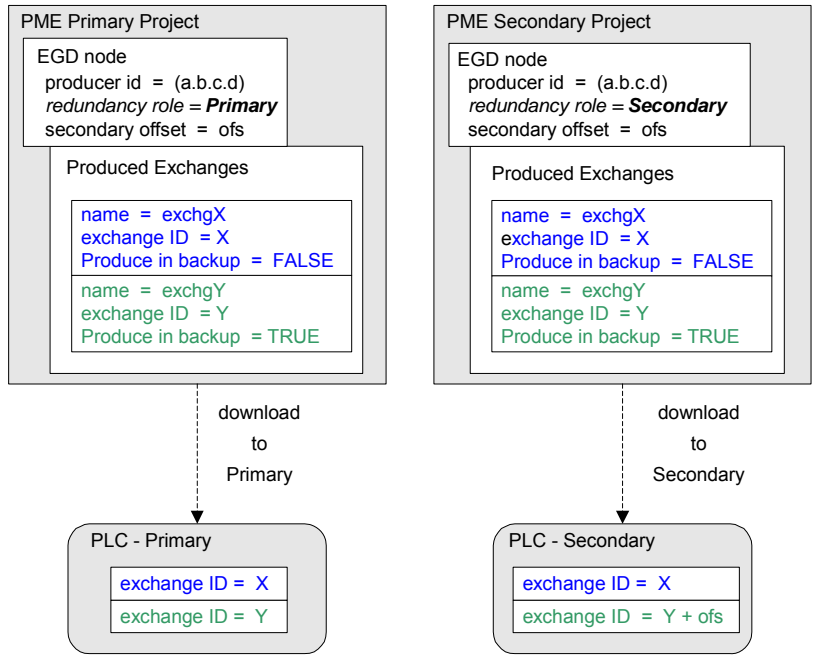 PME Primary Project
EGD node
producer id = (a.b.c.d)
redundancy role = Primary
secondary offset = ofs
Produced Exchanges
name = exchgX
exchange ID = X
Produce in backup = FALSE
name = exchgY
exchange ID = Y
Produce in backup = TRUE
download
to
Primary
PLC - Primary
exchange ID = X
exchange ID = Y
PME Secondary Project
EGD node
producer id = (a.b.c.d)
redundancy role = Secondary
secondary offset = ofs
Produced Exchanges
name = exchgX
exchange ID = X
Produce in backup = FALSE
name = exchgY
exchange ID = Y
Produce in backup = TRUE
download
to
Secondary
PLC - Secondary
exchange ID = X
exchange ID = Y + ofs